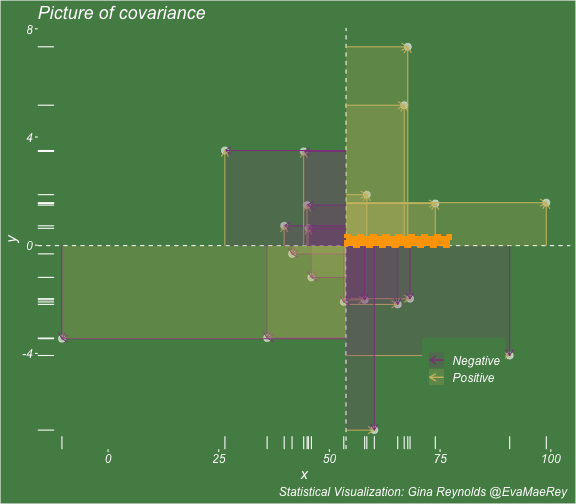 Picture of covariance
8
4
0
-4
y
0
25
50
75
100
x
Negative
Positive
Statistical Visualization: Gina Reynolds @EvaMaeRey